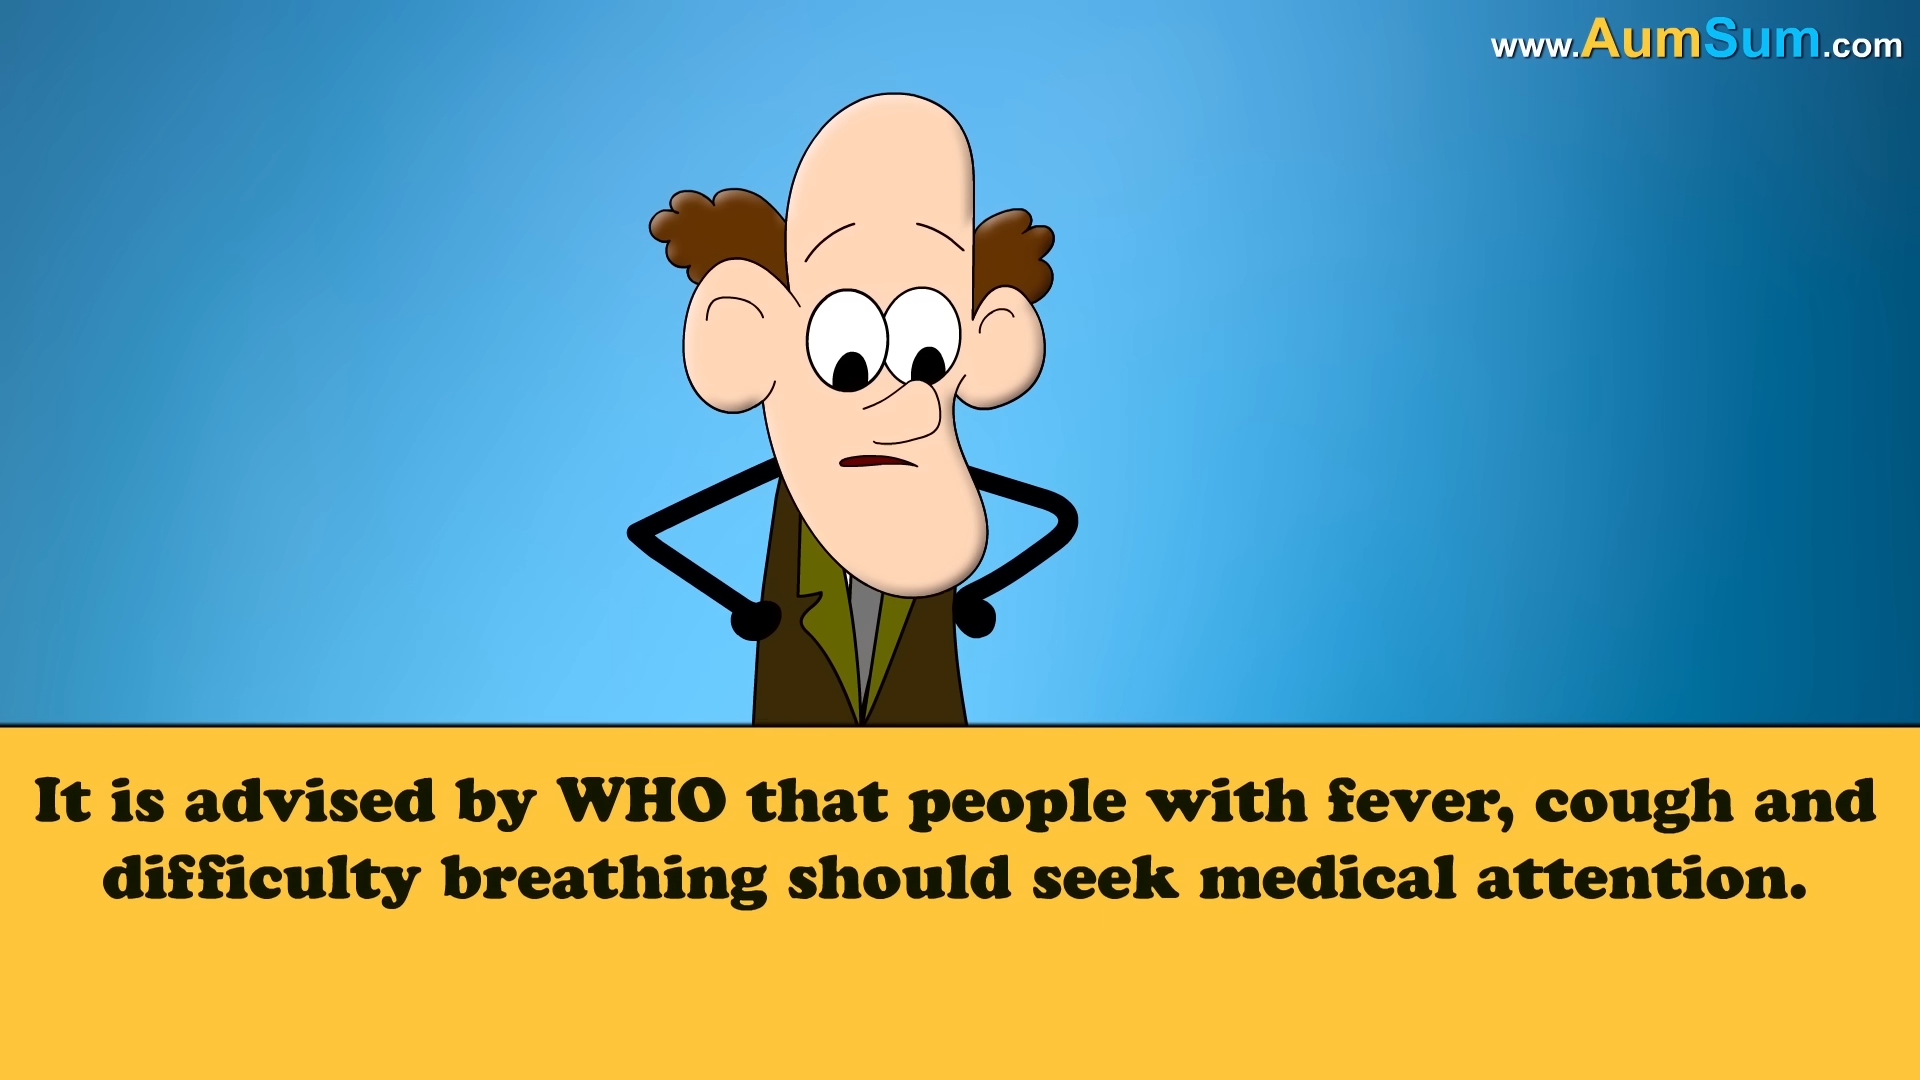 www.AumSum.com
It is advised by WHO that people with fever, cough and
difficulty breathing should seek medical attention.